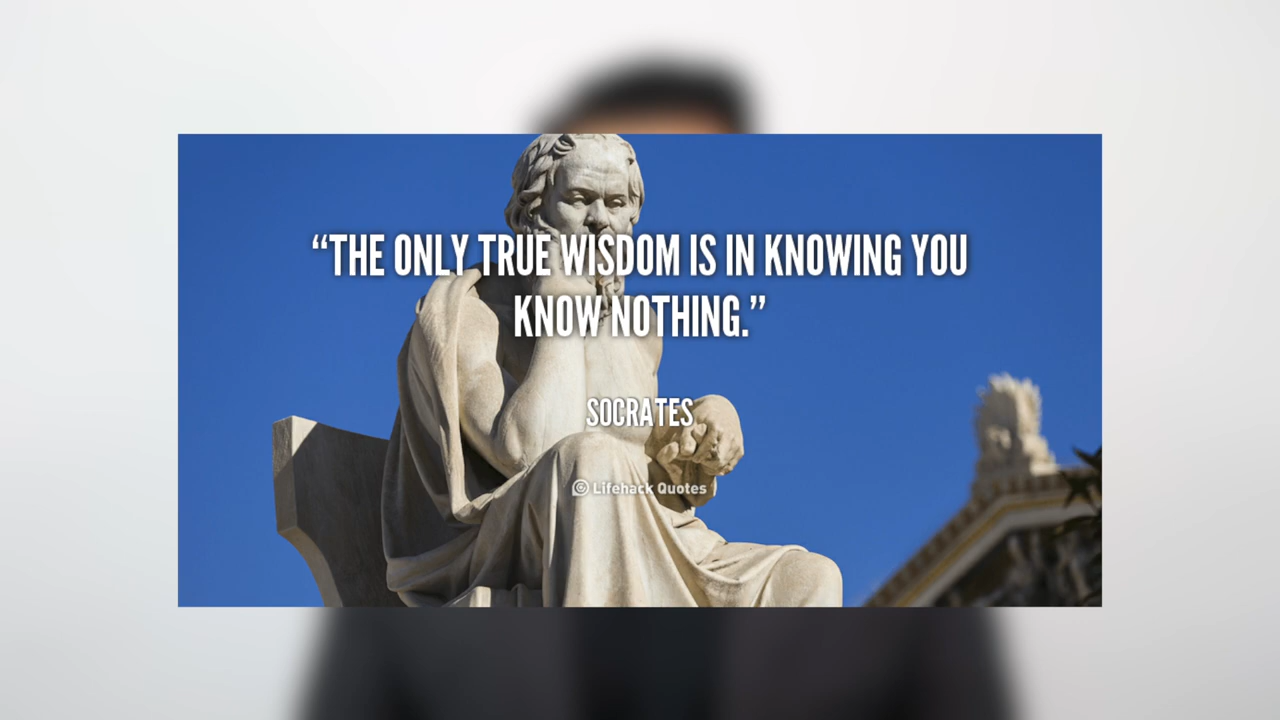 “THE ONLY TRUE WISDOM IS IN KNOWING YOU
KNOW NOTHING.”
SOCRATES
Lifehack Quotes